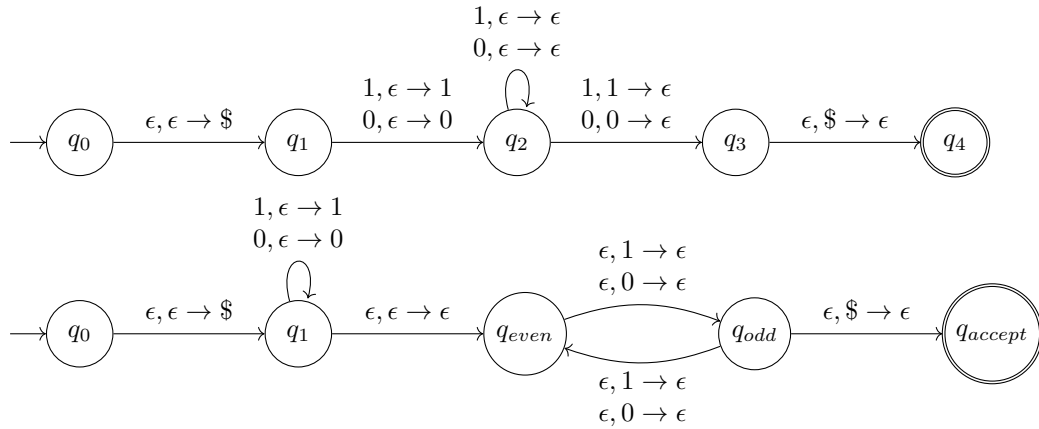 1, ϵ → ϵ
0, ϵ → ϵ
1, ϵ → 1
0, ϵ → 0
1, 1 → ϵ
0, 0 → ϵ
ϵ, ϵ → $
ϵ, $ → ϵ
q0
q1
q2
q3
q4
1, ϵ → 1
0, ϵ → 0
ϵ, 1 → ϵ
ϵ, 0 → ϵ
ϵ, ϵ → $
ϵ, ϵ → ϵ
ϵ, $ → ϵ
q0
q1
qeven
qodd
qaccept
ϵ, 1 → ϵ
ϵ, 0 → ϵ